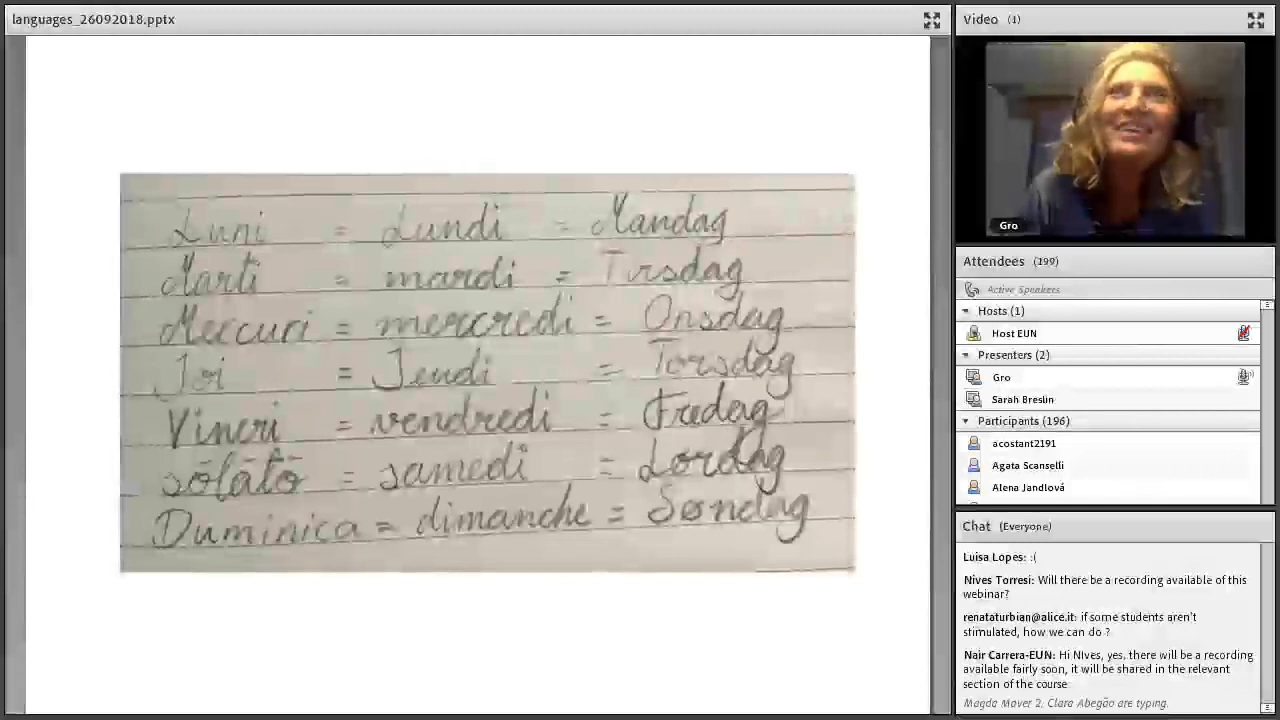 languages_26092018.pptx
Luni = Lundi = Mandag
Marti = mardi = Tirsdag
Mercuri = mercredi = Onsdag
Joi = Jeudi = Torsdag
Vineri = vendredi = Fredag
sōlātō = samedi = Lordag
Duminica = dimanche = Søndag
Video (1)
Gro
Attendees (199)
Active Speakers
Hosts (1)
Host EUN
Presenters (2)
Gro
Sarah Breslin
Participants (196)
acostant2191
Agata Scanselli
Alena Jandlová
Chat (Everyone)
Luisa Lopes: :(
Nives Torresi: Will there be a recording available of this
webinar?
renataturbian@alice.it: if some students aren't
stimulated, how we can do ?
Nair Carrera-EUN: Hi NIves, yes, there will be a recording
available fairly soon, it will be shared in the relevant
section of the course
Magda Maver 2, Clara Abegão are typing.